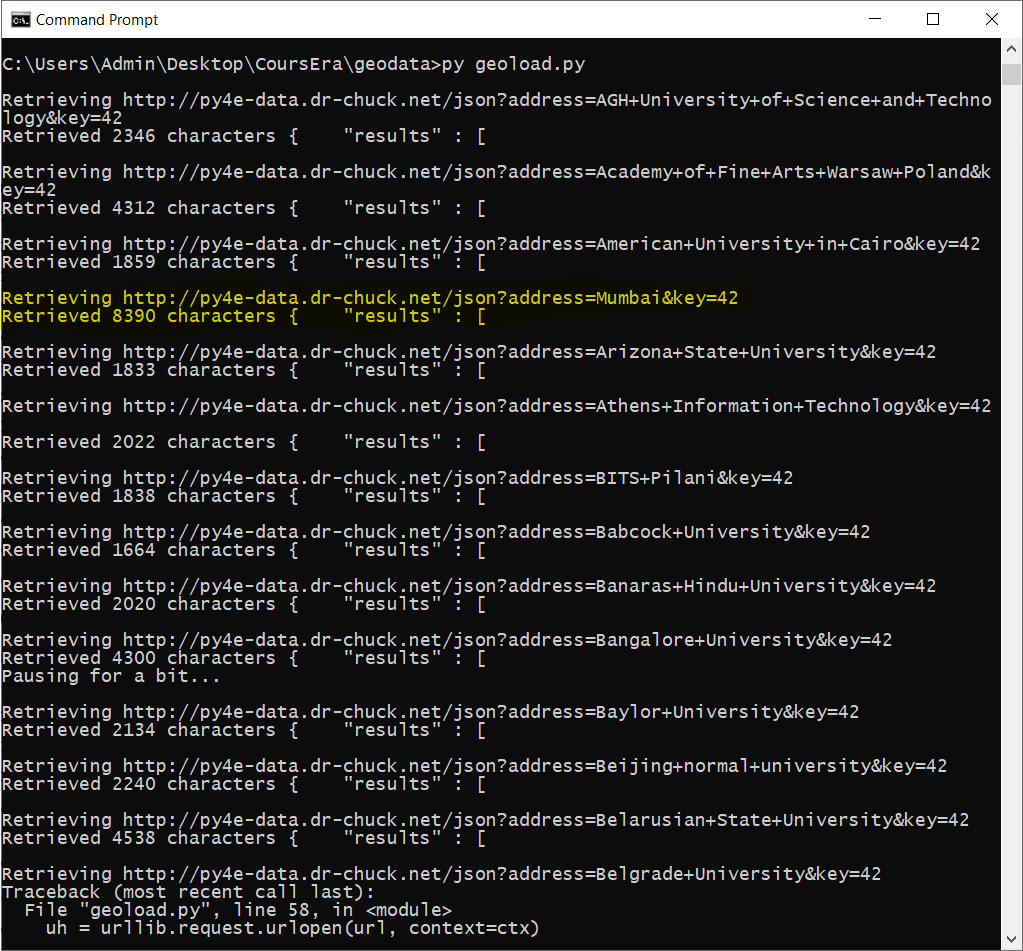 Command Prompt
C:\Users\Admin\Desktop\CoursEra\geodata>py geoload.py
Retrieving http://py4e-data.dr-chuck.net/json?address=AGH+University+of+Science+and+Techno
logy&key=42
Retrieved 2346 characters {    "results" : [
Retrieving http://py4e-data.dr-chuck.net/json?address=Academy+of+Fine+Arts+Warsaw+Poland&k
ey=42
Retrieved 4312 characters {    "results" : [
Retrieving http://py4e-data.dr-chuck.net/json?address=American+University+in+Cairo&key=42
Retrieved 1859 characters {    "results" : [
Retrieving http://py4e-data.dr-chuck.net/json?address=Mumbai&key=42
Retrieved 8390 characters {    "results" : [
Retrieving http://py4e-data.dr-chuck.net/json?address=Arizona+State+University&key=42
Retrieved 1833 characters {    "results" : [
Retrieving http://py4e-data.dr-chuck.net/json?address=Athens+Information+Technology&key=42
Retrieved 2022 characters {    "results" : [
Retrieving http://py4e-data.dr-chuck.net/json?address=BITS+Pilani&key=42
Retrieved 1838 characters {    "results" : [
Retrieving http://py4e-data.dr-chuck.net/json?address=Babcock+University&key=42
Retrieved 1664 characters {    "results" : [
Retrieving http://py4e-data.dr-chuck.net/json?address=Banaras+Hindu+University&key=42
Retrieved 2020 characters {    "results" : [
Retrieving http://py4e-data.dr-chuck.net/json?address=Bangalore+University&key=42
Retrieved 4300 characters {    "results" : [
Pausing for a bit...
Retrieving http://py4e-data.dr-chuck.net/json?address=Baylor+University&key=42
Retrieved 2134 characters {    "results" : [
Retrieving http://py4e-data.dr-chuck.net/json?address=Beijing+normal+university&key=42
Retrieved 2240 characters {    "results" : [
Retrieving http://py4e-data.dr-chuck.net/json?address=Belarusian+State+University&key=42
Retrieved 4538 characters {    "results" : [
Retrieving http://py4e-data.dr-chuck.net/json?address=Belgrade+University&key=42
Traceback (most recent call last):
  File "geoload.py", line 58, in <module>
    uh = urllib.request.urlopen(url, context=ctx)